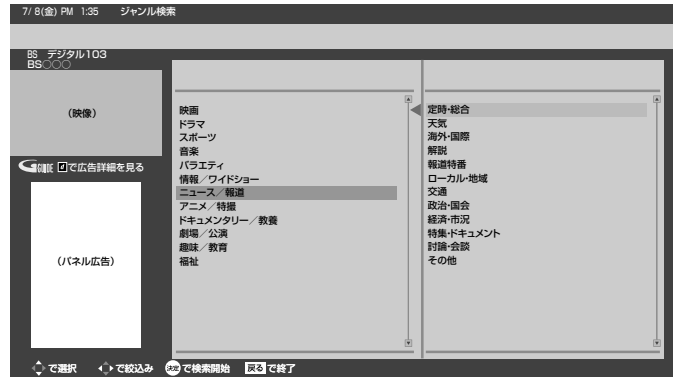 7/ 8(金) PM 1:35 ジャンル検索
BS デジタル103
BS○○○
(映像)
GGUIDE dで広告詳細を見る
(パネル広告)
映画
ドラマ
スポーツ
音楽
バラエティ
情報/ワイドショー
ニュース/報道
アニメ/特撮
ドキュメンタリー/教養
劇場/公演
趣味/教育
福祉
定時・総合
天気
海外・国際
解説
報道特番
ローカル・地域
交通
政治・国会
経済・市況
特集・ドキュメント
討論・会談
その他
で選択 で絞込み 決定で検索開始 戻るで終了